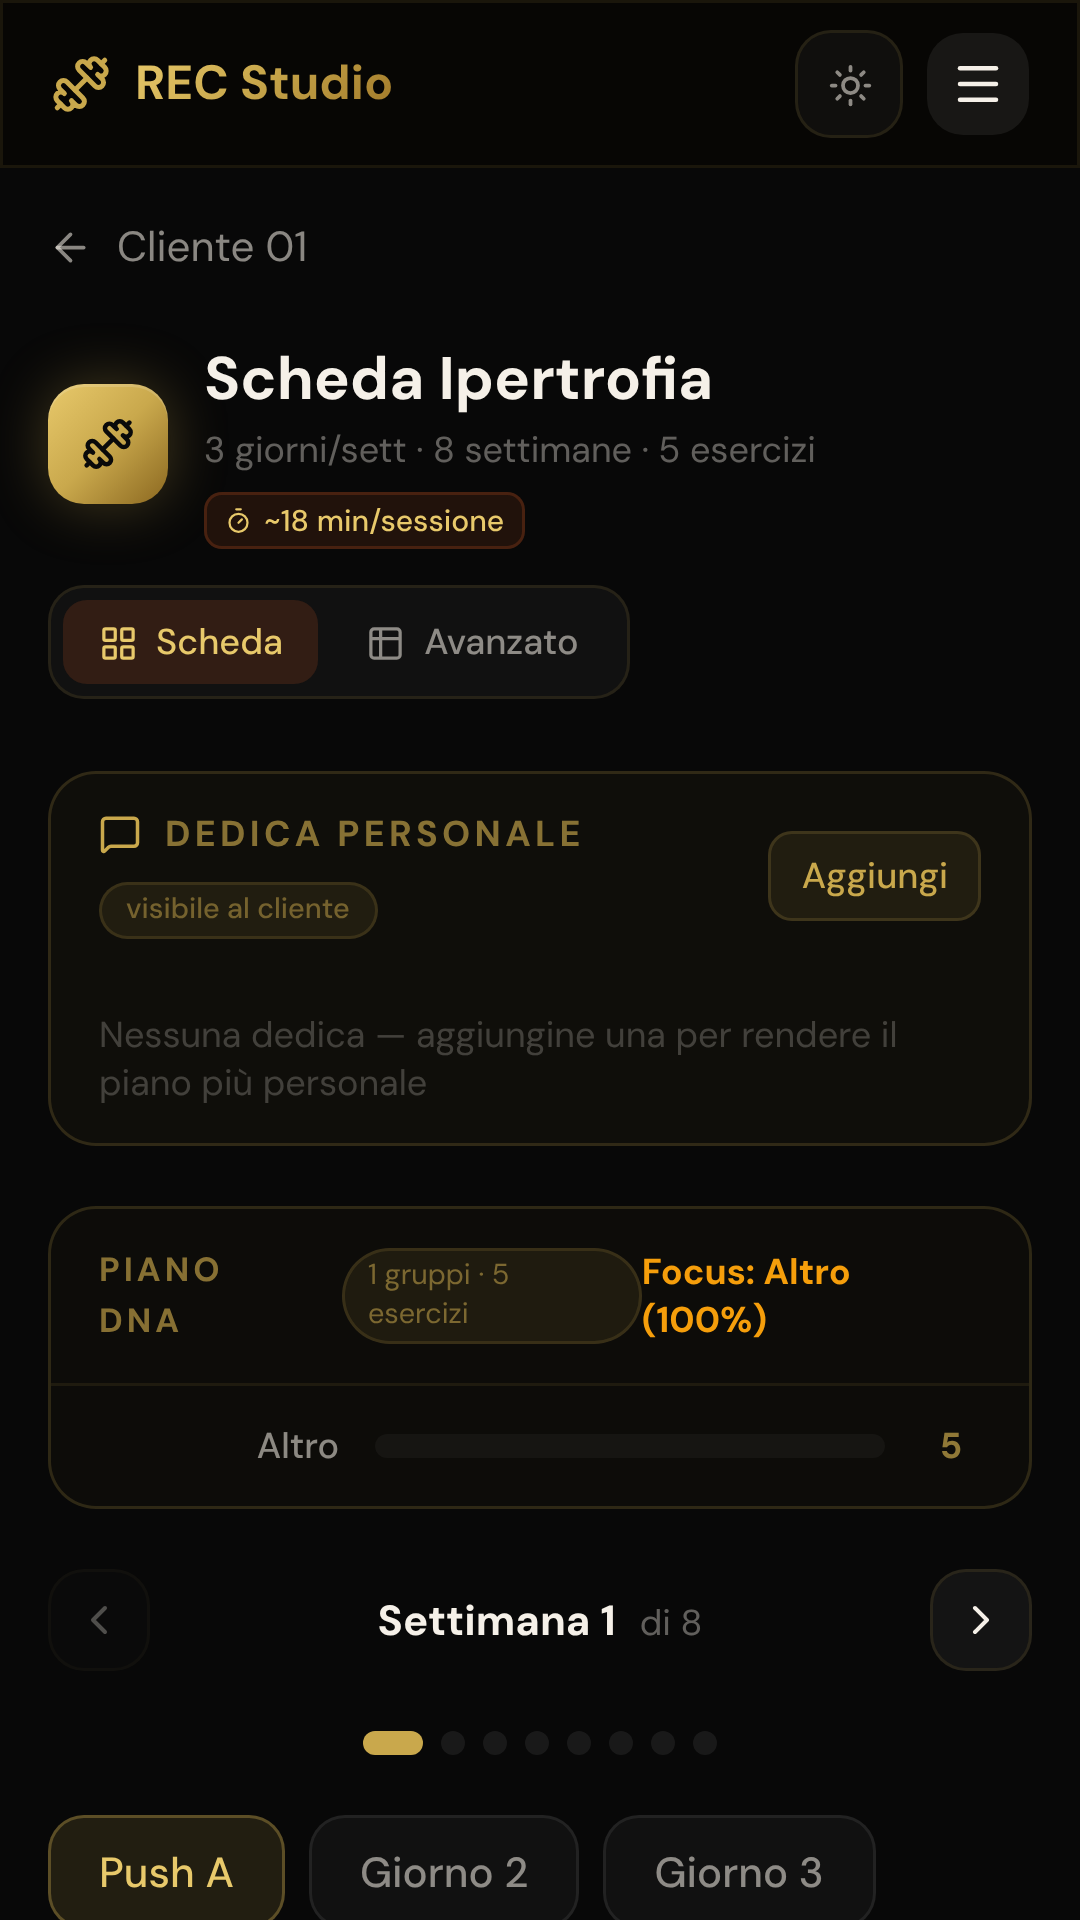 REC Studio
Cliente 01
Scheda Ipertrofia
3 giorni/sett · 8 settimane · 5 esercizi
~18 min/sessione
Scheda
Avanzato
DEDICA PERSONALE
visibile al cliente
Aggiungi
Nessuna dedica — aggiungine una per rendere il
piano più personale
PIANO
DNA
1 gruppi · 5
esercizi
Focus: Altro
(100%)
Altro
5
Settimana 1 di 8
Push A
Giorno 2
Giorno 3